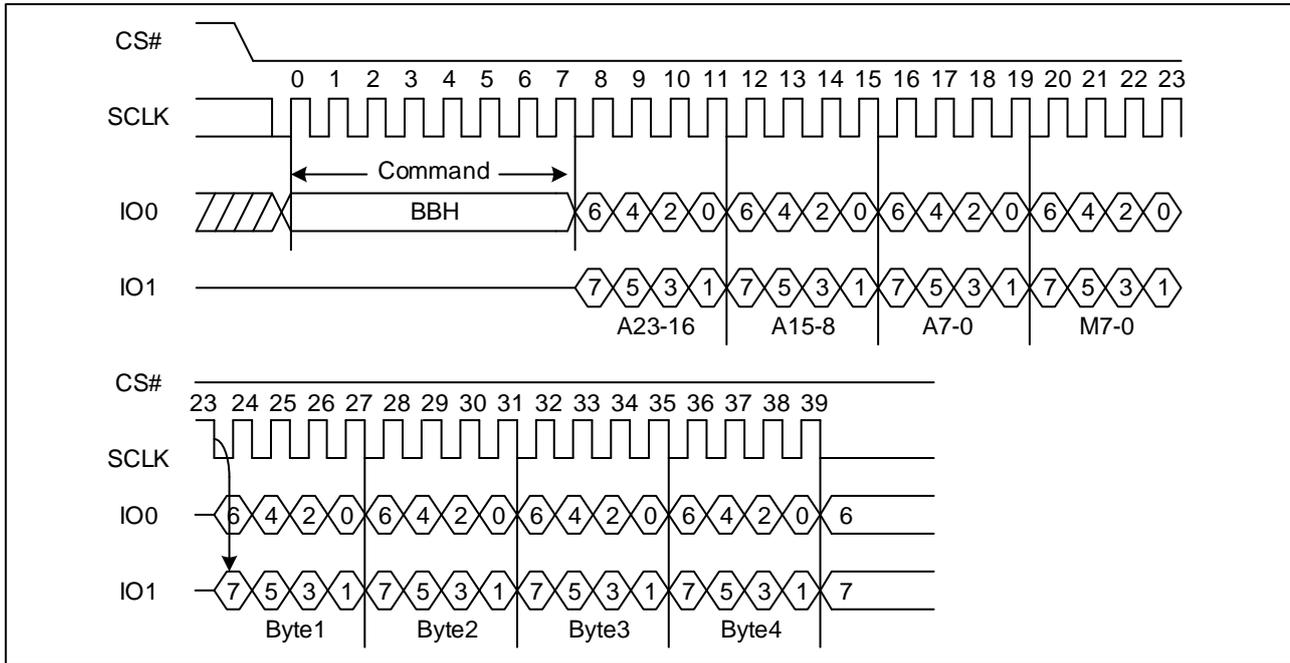 CS#
0 1 2 3 4 5 6 7 8 9 10 11 12 13 14 15 16 17 18 19 20 21 22 23
SCLK
Command
IO0 BBH 6 4 2 0 6 4 2 0 6 4 2 0 6 4 2 0
IO1 7 5 3 1 7 5 3 1 7 5 3 1 7 5 3 1
A23-16 A15-8 A7-0 M7-0
CS#
23 24 25 26 27 28 29 30 31 32 33 34 35 36 37 38 39
SCLK
IO0 6 4 2 0 6 4 2 0 6 4 2 0 6 4 2 0 6
IO1 7 5 3 1 7 5 3 1 7 5 3 1 7 5 3 1 7
Byte1 Byte2 Byte3 Byte4